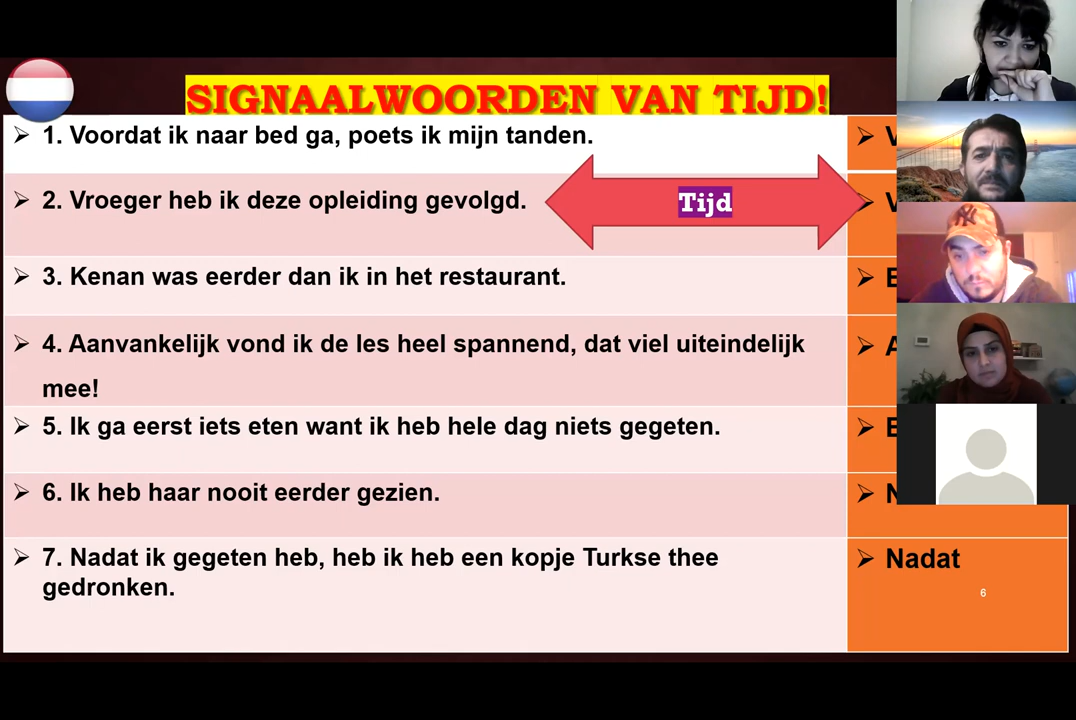 SIGNAALWOORDEN VAN TIJD!
1. Voordat ik naar bed ga, poets ik mijn tanden.
2. Vroeger heb ik deze opleiding gevolgd.
Tijd
3. Kenan was eerder dan ik in het restaurant.
4. Aanvankelijk vond ik de les heel spannend, dat viel uiteindelijk
mee!
5. Ik ga eerst iets eten want ik heb hele dag niets gegeten.
6. Ik heb haar nooit eerder gezien.
7. Nadat ik gegeten heb, heb ik heb een kopje Turkse thee
gedronken.
Nadat
6